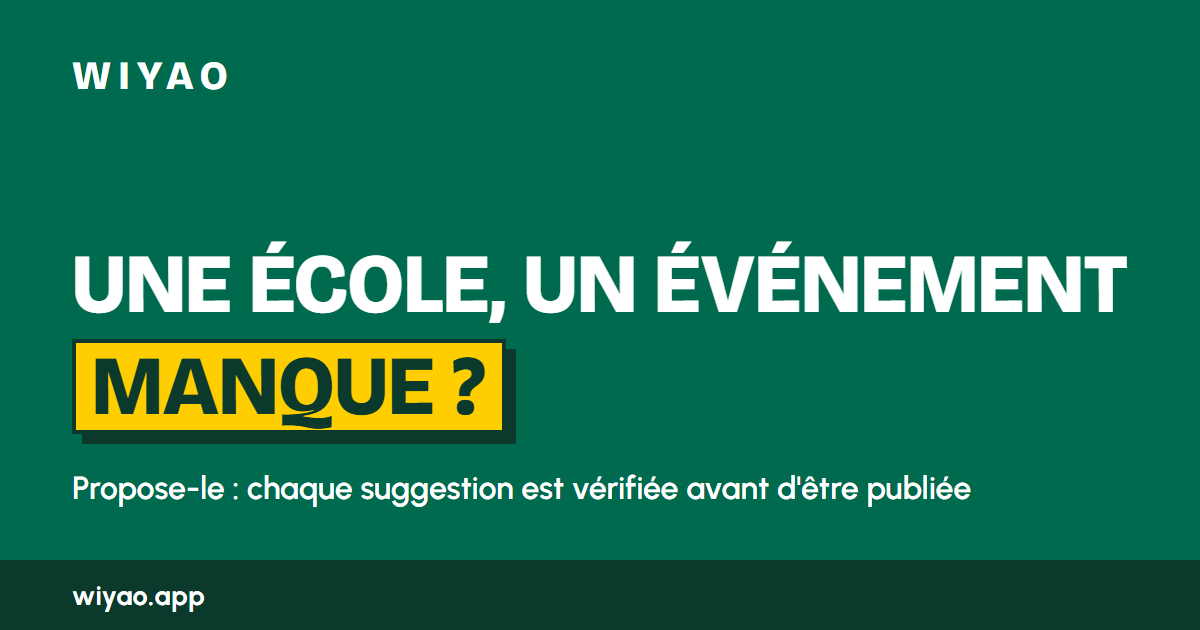 WIYAO
UNE ÉCOLE, UN ÉVÉNEMENT
MANQUE ?
Propose-le : chaque suggestion est vérifiée avant d'être publiée
wiyao.app